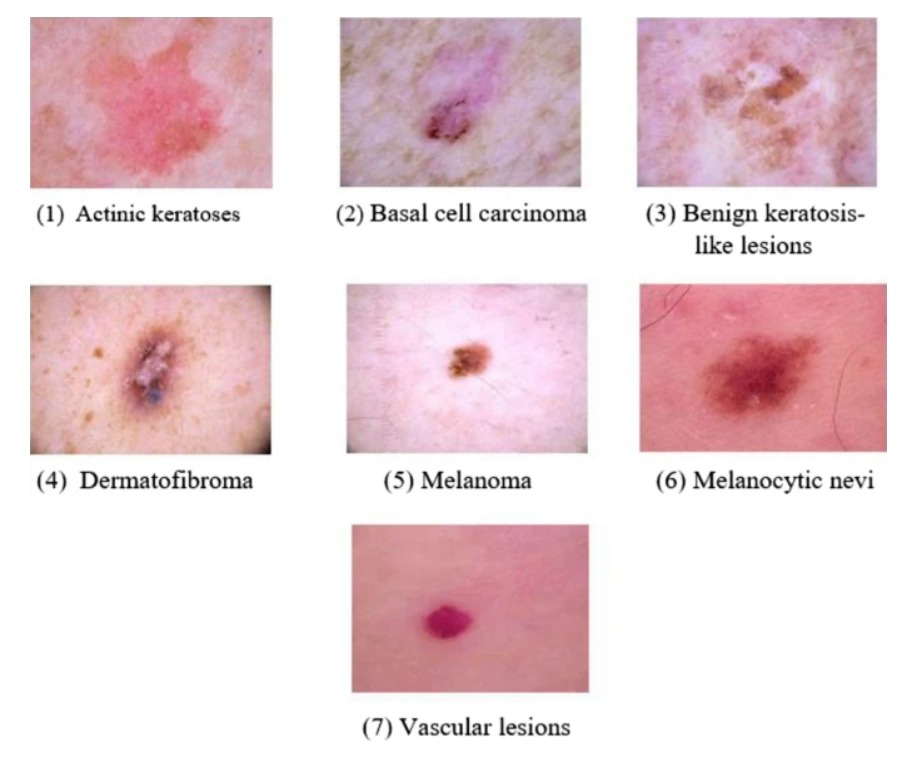 (1) Actinic keratoses
(2) Basal cell carcinoma
(3) Benign keratosis-
like lesions
(4) Dermatofibroma
(5) Melanoma
(6) Melanocytic nevi
(7) Vascular lesions